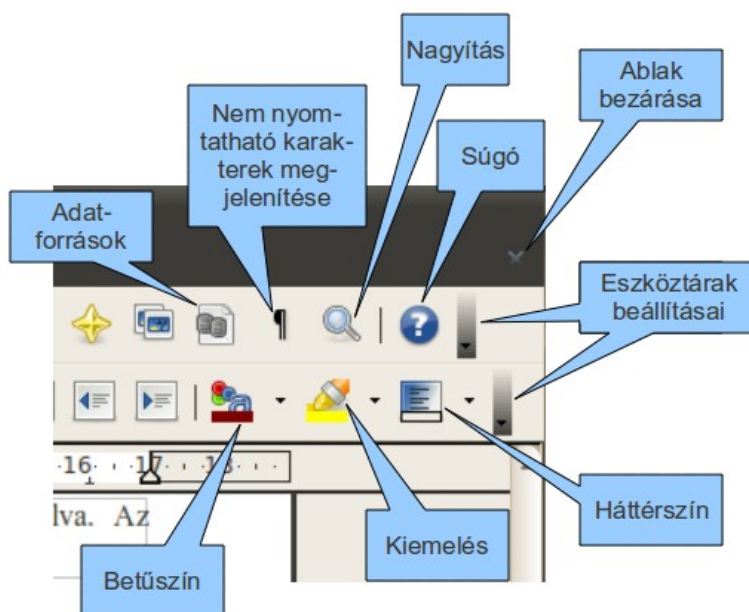 Nagyítás
Ablak
bezárása
Nem nyom-
tatható karak-
terek meg-
jelenítése
Súgó
Adat-
források
Eszköztárak
beállításai
·16· · ·17· · ·18· · ·
lva. Az
Háttérszín
Kiemelés
Betűszín